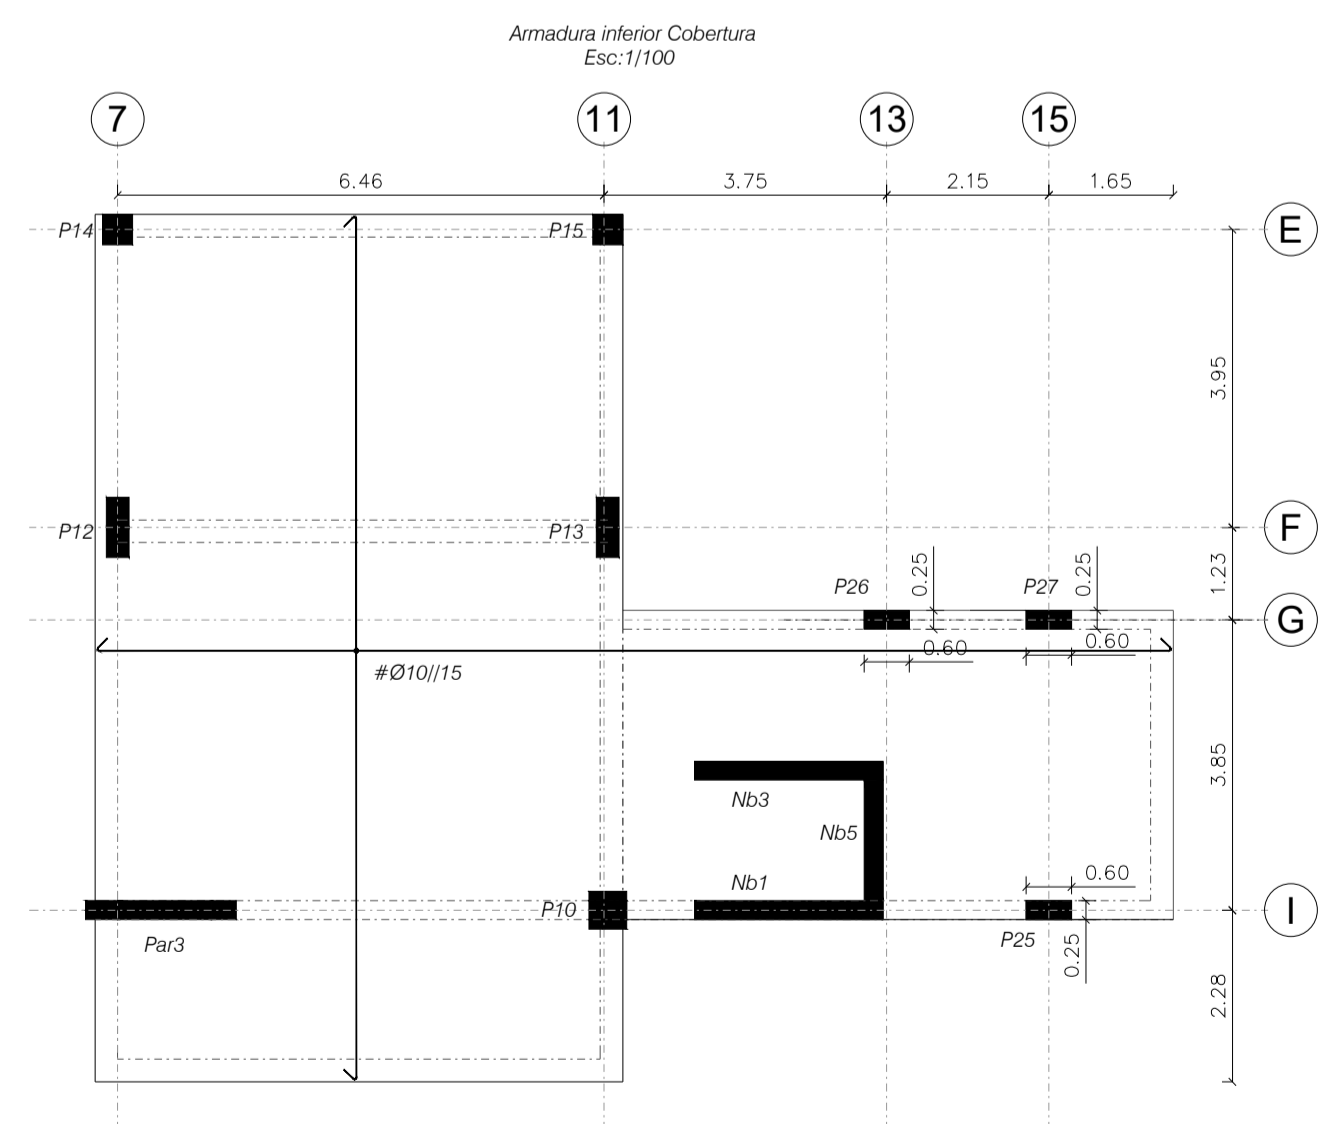 Armadura inferior Cobertura
Esc:1/100
7
11
13
15
6.46
3.75
2.15
1.65
P14
P15
E
3.95
P12
P13
F
P26
0.25
P27
0.25
1.23
G
0.60
0.60
#Ø10//15
3.85
Nb3
Nb5
Nb1
0.60
P10
I
Par3
P25
0.25
2.28